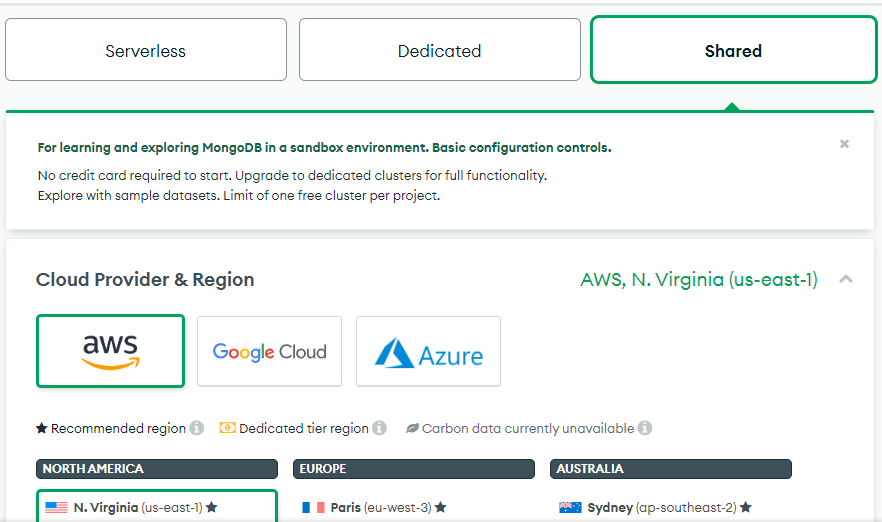 Serverless
Dedicated
Shared
For learning and exploring MongoDB in a sandbox environment. Basic configuration controls.
No credit card required to start. Upgrade to dedicated clusters for full functionality.
Explore with sample datasets. Limit of one free cluster per project.
Cloud Provider & Region
AWS, N. Virginia (us-east-1)
aws
Google Cloud
Azure
Recommended region
Dedicated tier region
Carbon data currently unavailable
NORTH AMERICA
EUROPE
AUSTRALIA
N. Virginia (us-east-1)
Paris (eu-west-3)
Sydney (ap-southeast-2)